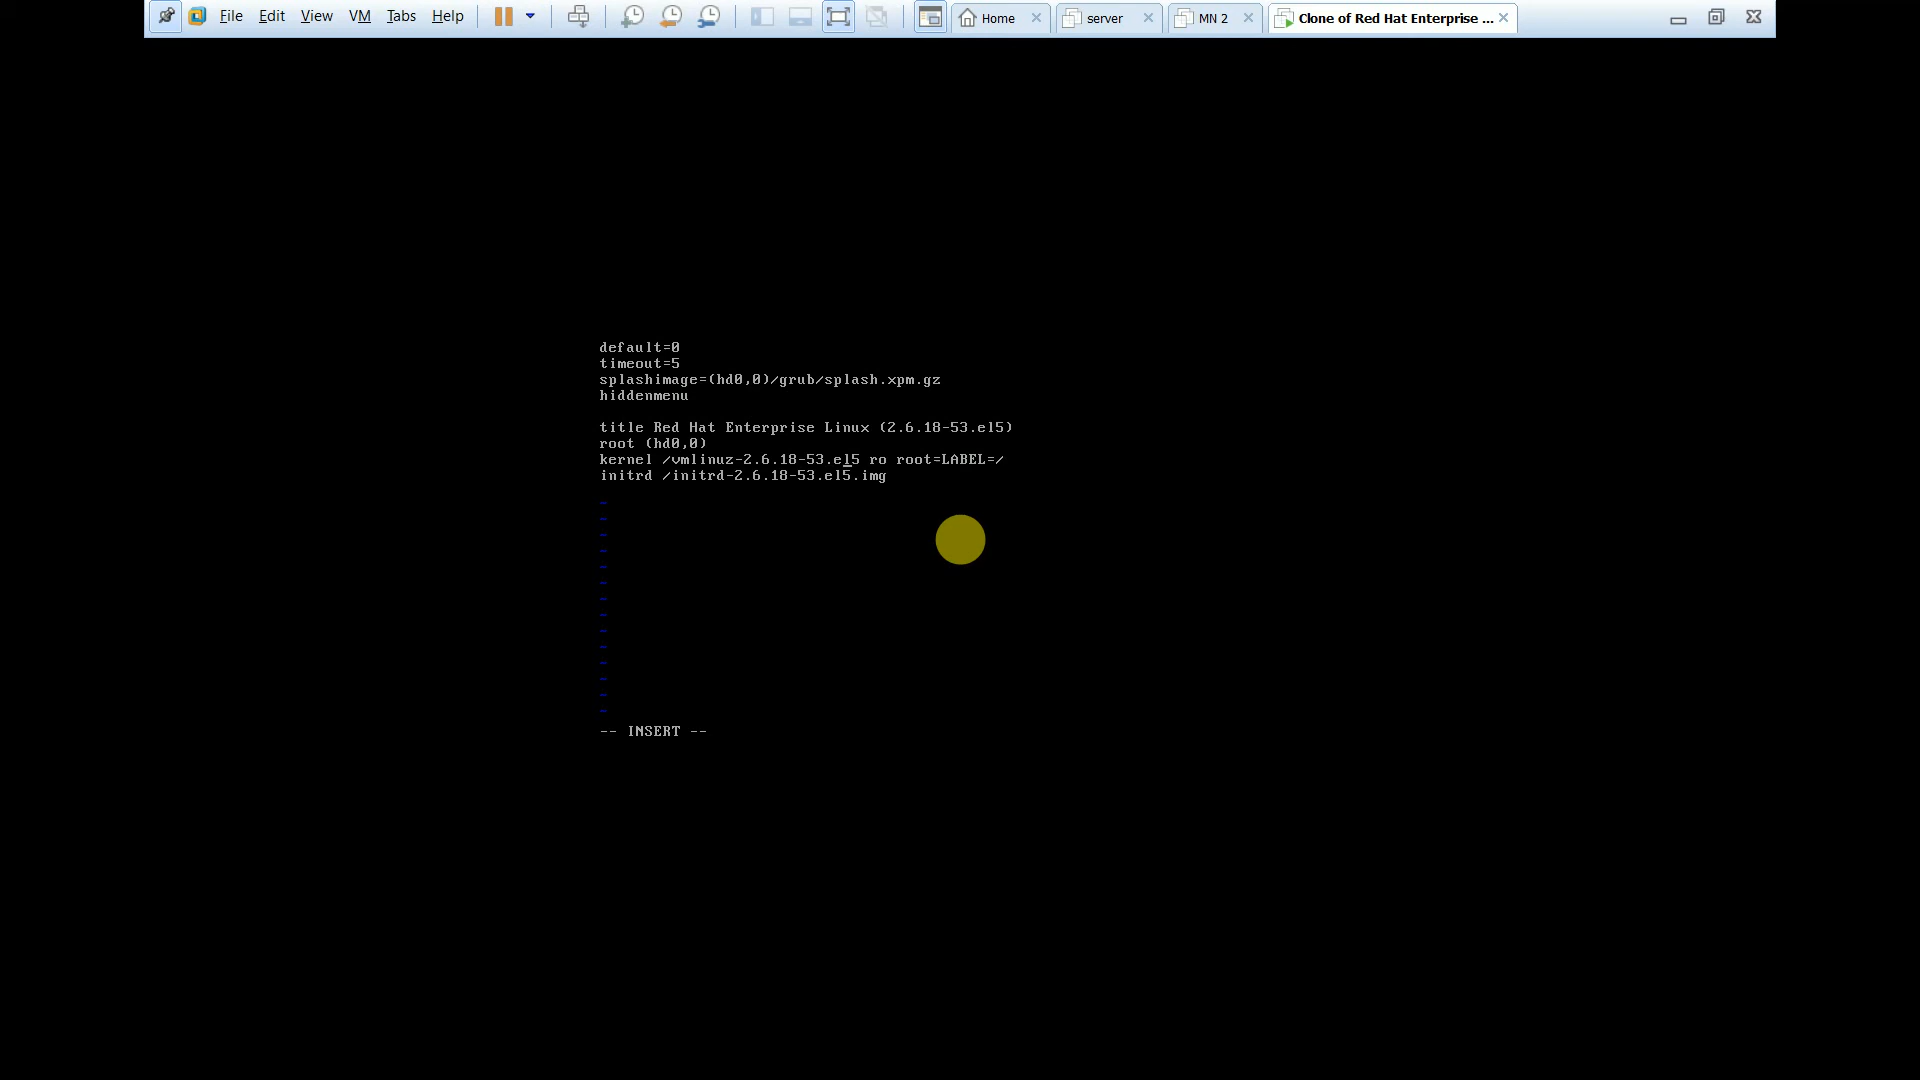 File Edit View VM Tabs Help Home server MN 2 Clone of Red Hat Enterprise ...
default=0
timeout=5
splashimage=(hd0,0)/grub/splash.xpm.gz
hiddenmenu
title Red Hat Enterprise Linux (2.6.18-53.el5)
root (hd0,0)
kernel /vmlinuz-2.6.18-53.el5 ro root=LABEL=/
initrd /initrd-2.6.18-53.el5.img
~
~
~
~
~
~
~
~
~
~
~
~
~
~
-- INSERT --